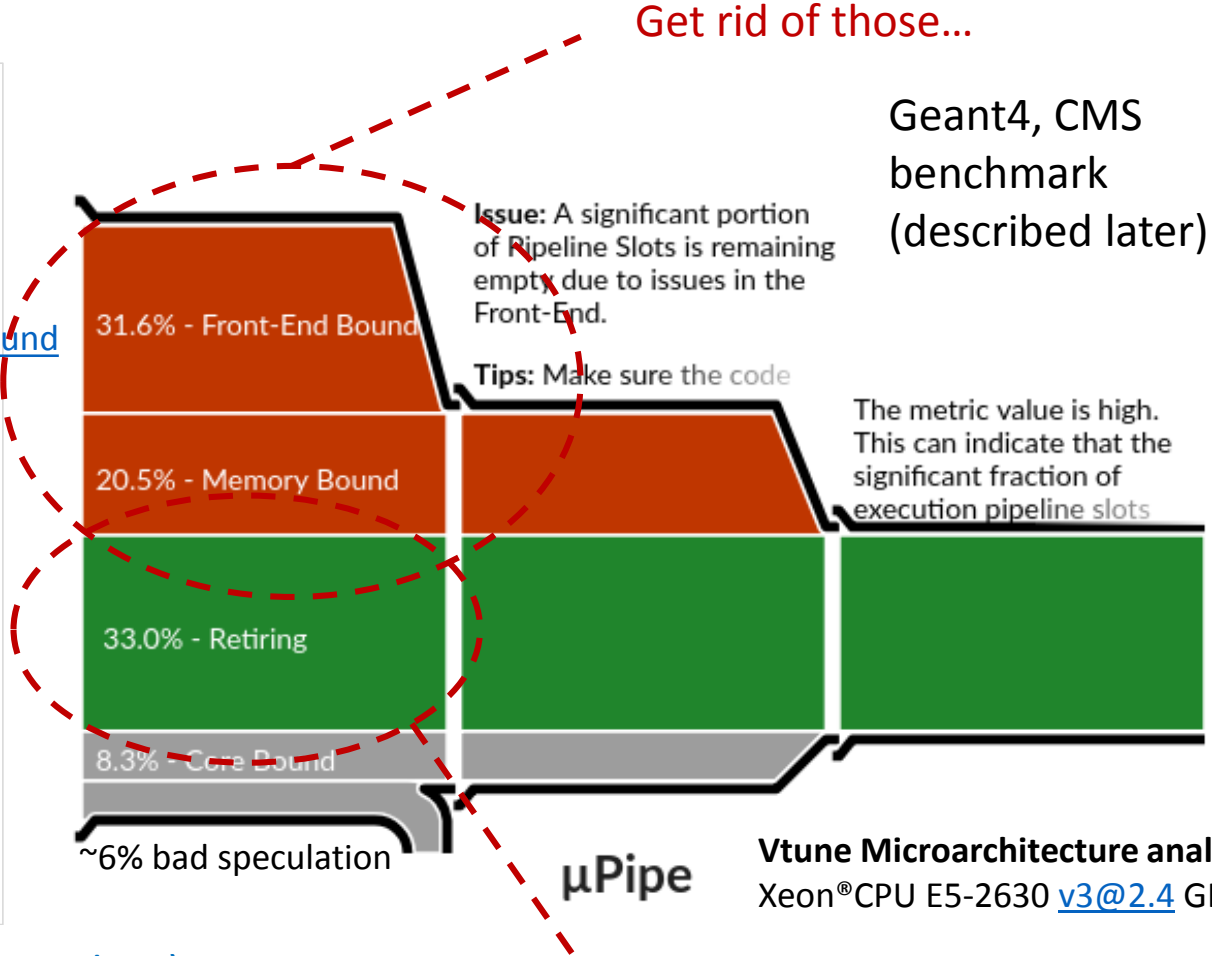 Get rid of those…
Geant4, CMS
benchmark
(described later)
Issue: A significant portion
of Pipeline Slots is remaining
empty due to issues in the
Front-End.
Tips: Make sure the code
31.6% - Front-End Bound
und
20.5% - Memory Bound
The metric value is high.
This can indicate that the
significant fraction of
execution pipeline slots
33.0% - Retiring
8.3% - Core Bound
~6% bad speculation
µPipe
Vtune Microarchitecture anal
Xeon®CPU E5-2630 v3@2.4 G